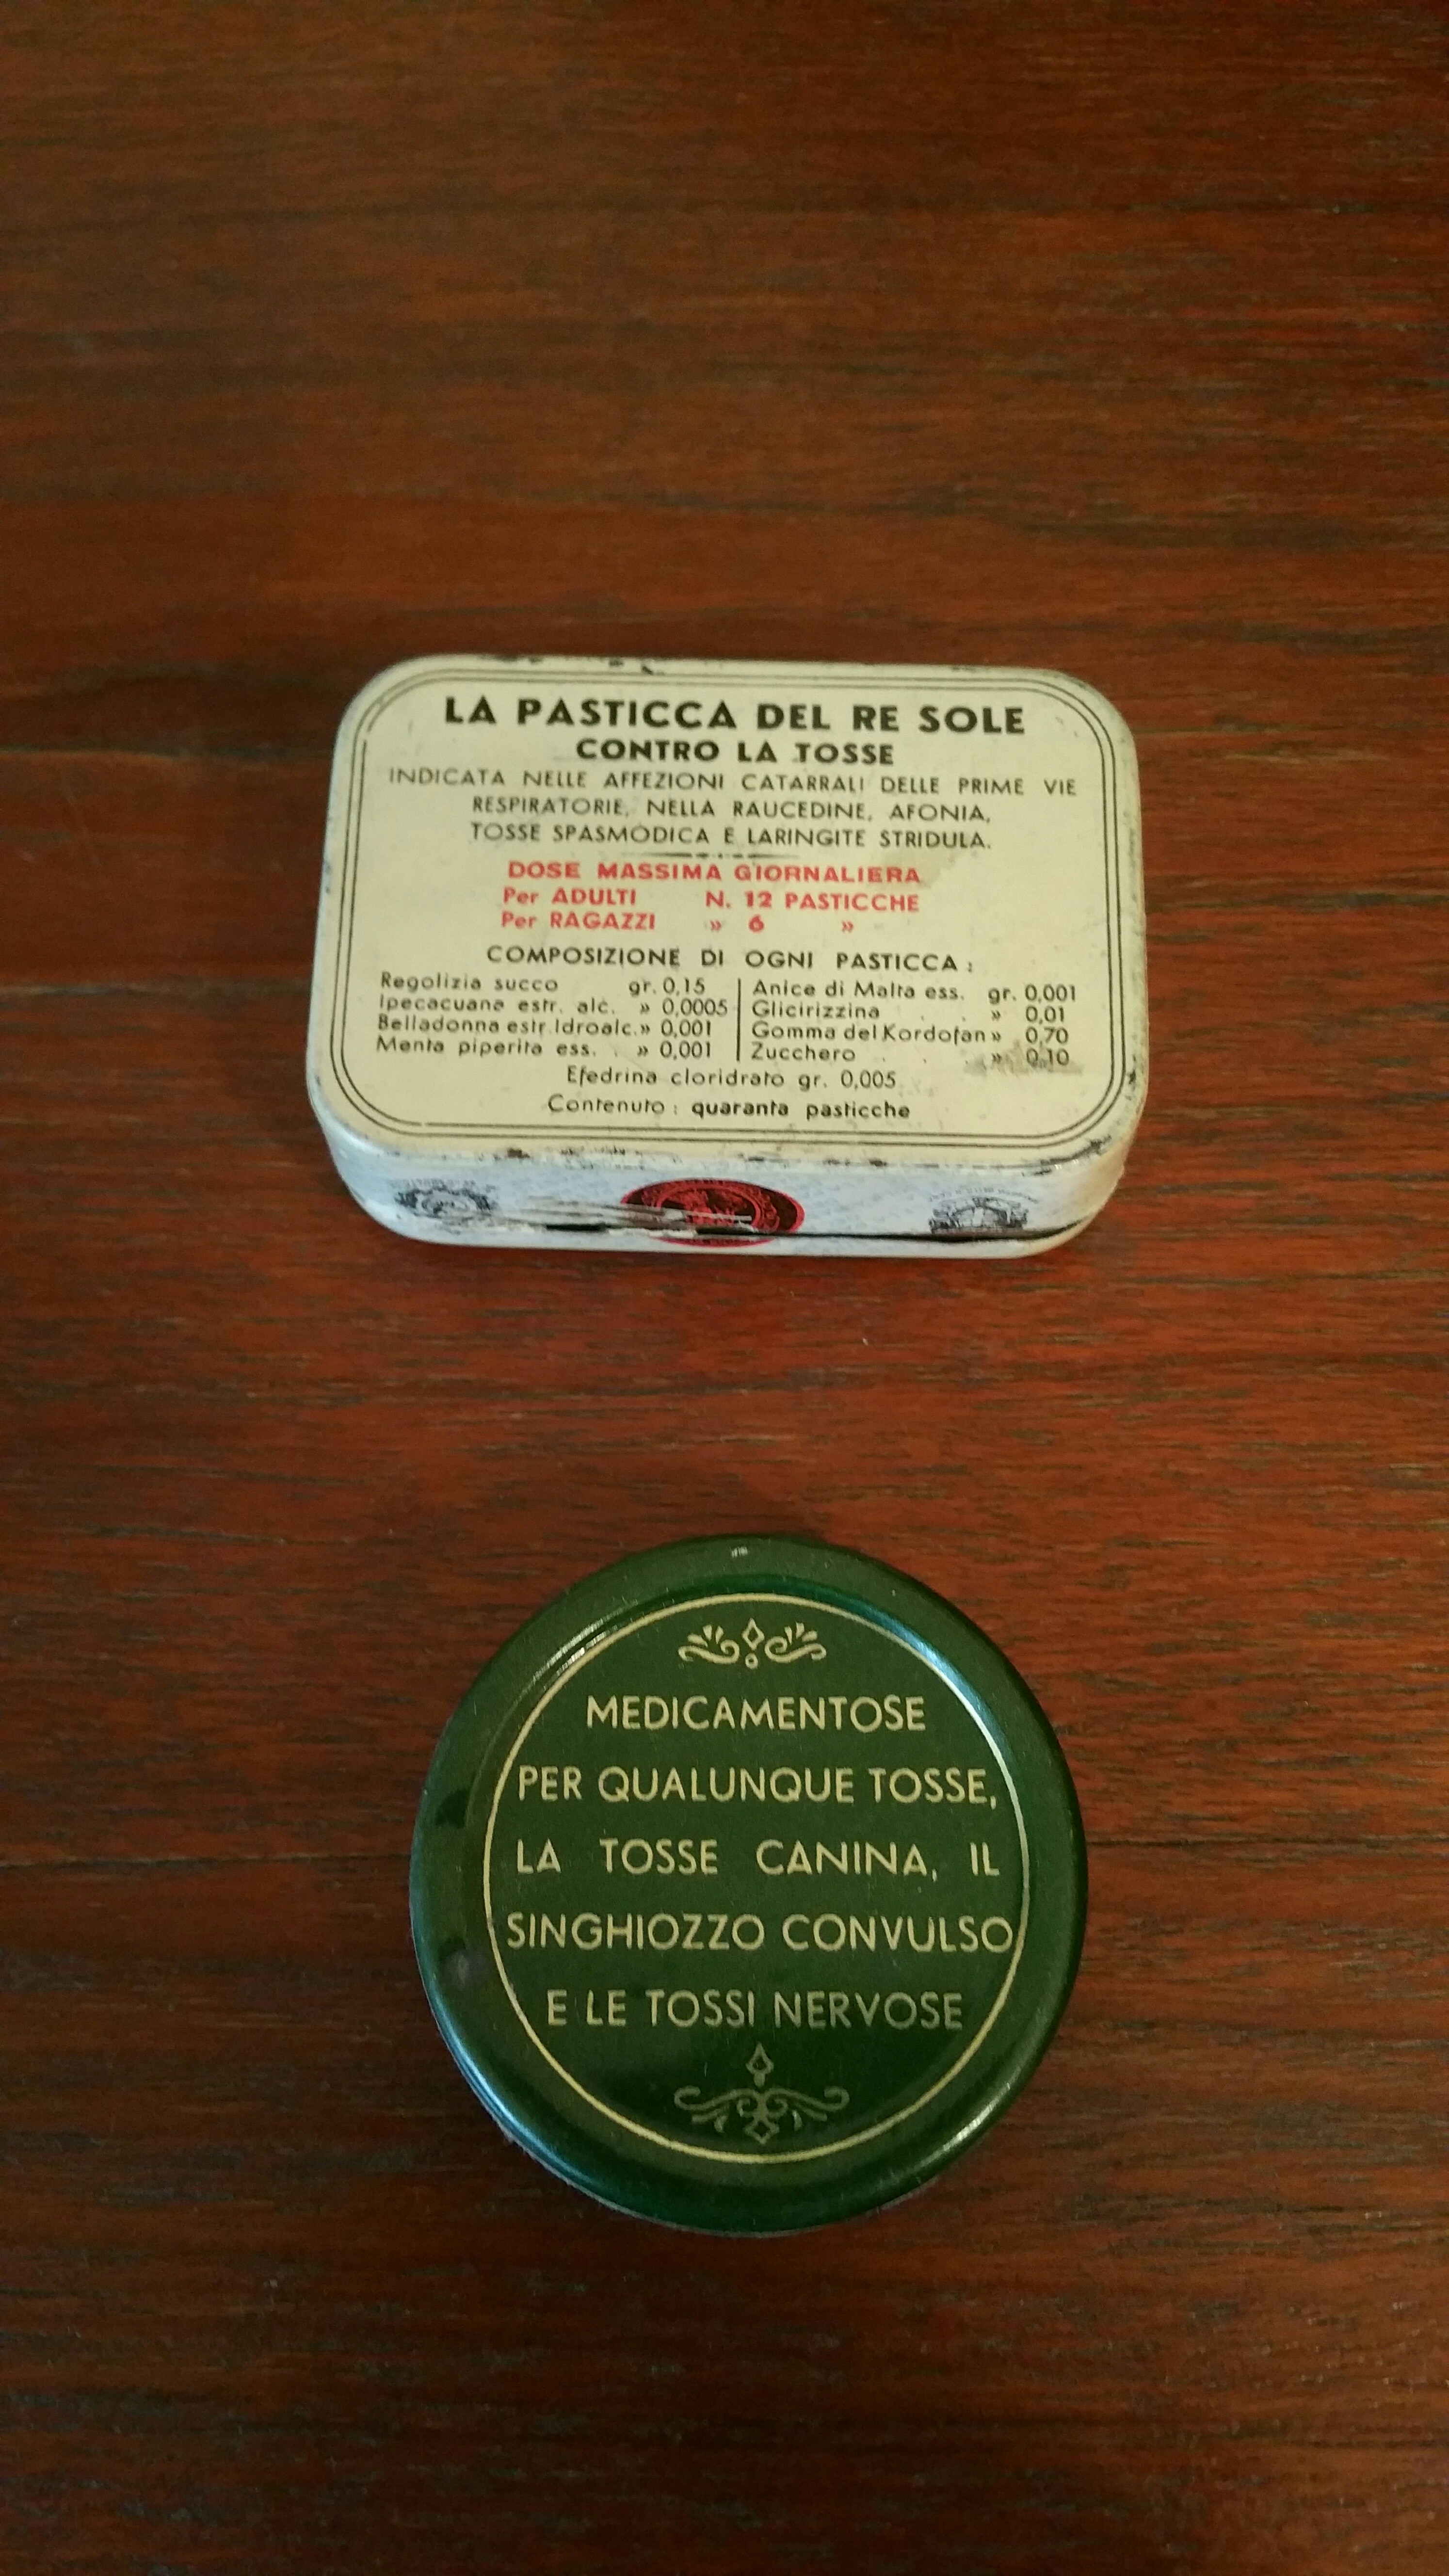 LA PASTICCA DEL RE SOLE
CONTRO LA TOSSE
INDICATA NELLE AFFEZIONI CATARRALI DELLE PRIME VIE
RESPIRATORIE, NELLA RAUCEDINE, AFONIA,
TOSSE SPASMODICA E LARINGITE STRIDULA.
DOSE MASSIMA GIORNALIERA
Per ADULTI N. 12 PASTICCHE
Per RAGAZZI » 6 »
COMPOSIZIONE DI OGNI PASTICCA:
Regolizia succo gr. 0,15
Ipecacuana estr. alc. » 0,0005
Belladonna estr. Idroalc. » 0,001
Menta piperita ess. . » 0,001
Anice di Malta ess. gr. 0,001
Glicirizzina . . » 0,01
Gomma del Kordofan » 0,70
Zucchero . . » 0,10
Efedrina cloridrato gr. 0,005
Contenuto: quaranta pasticche
MEDICAMENTOSE
PER QUALUNQUE TOSSE,
LA TOSSE CANINA, IL
SINGHIOZZO CONVULSO
E LE TOSSI NERVOSE